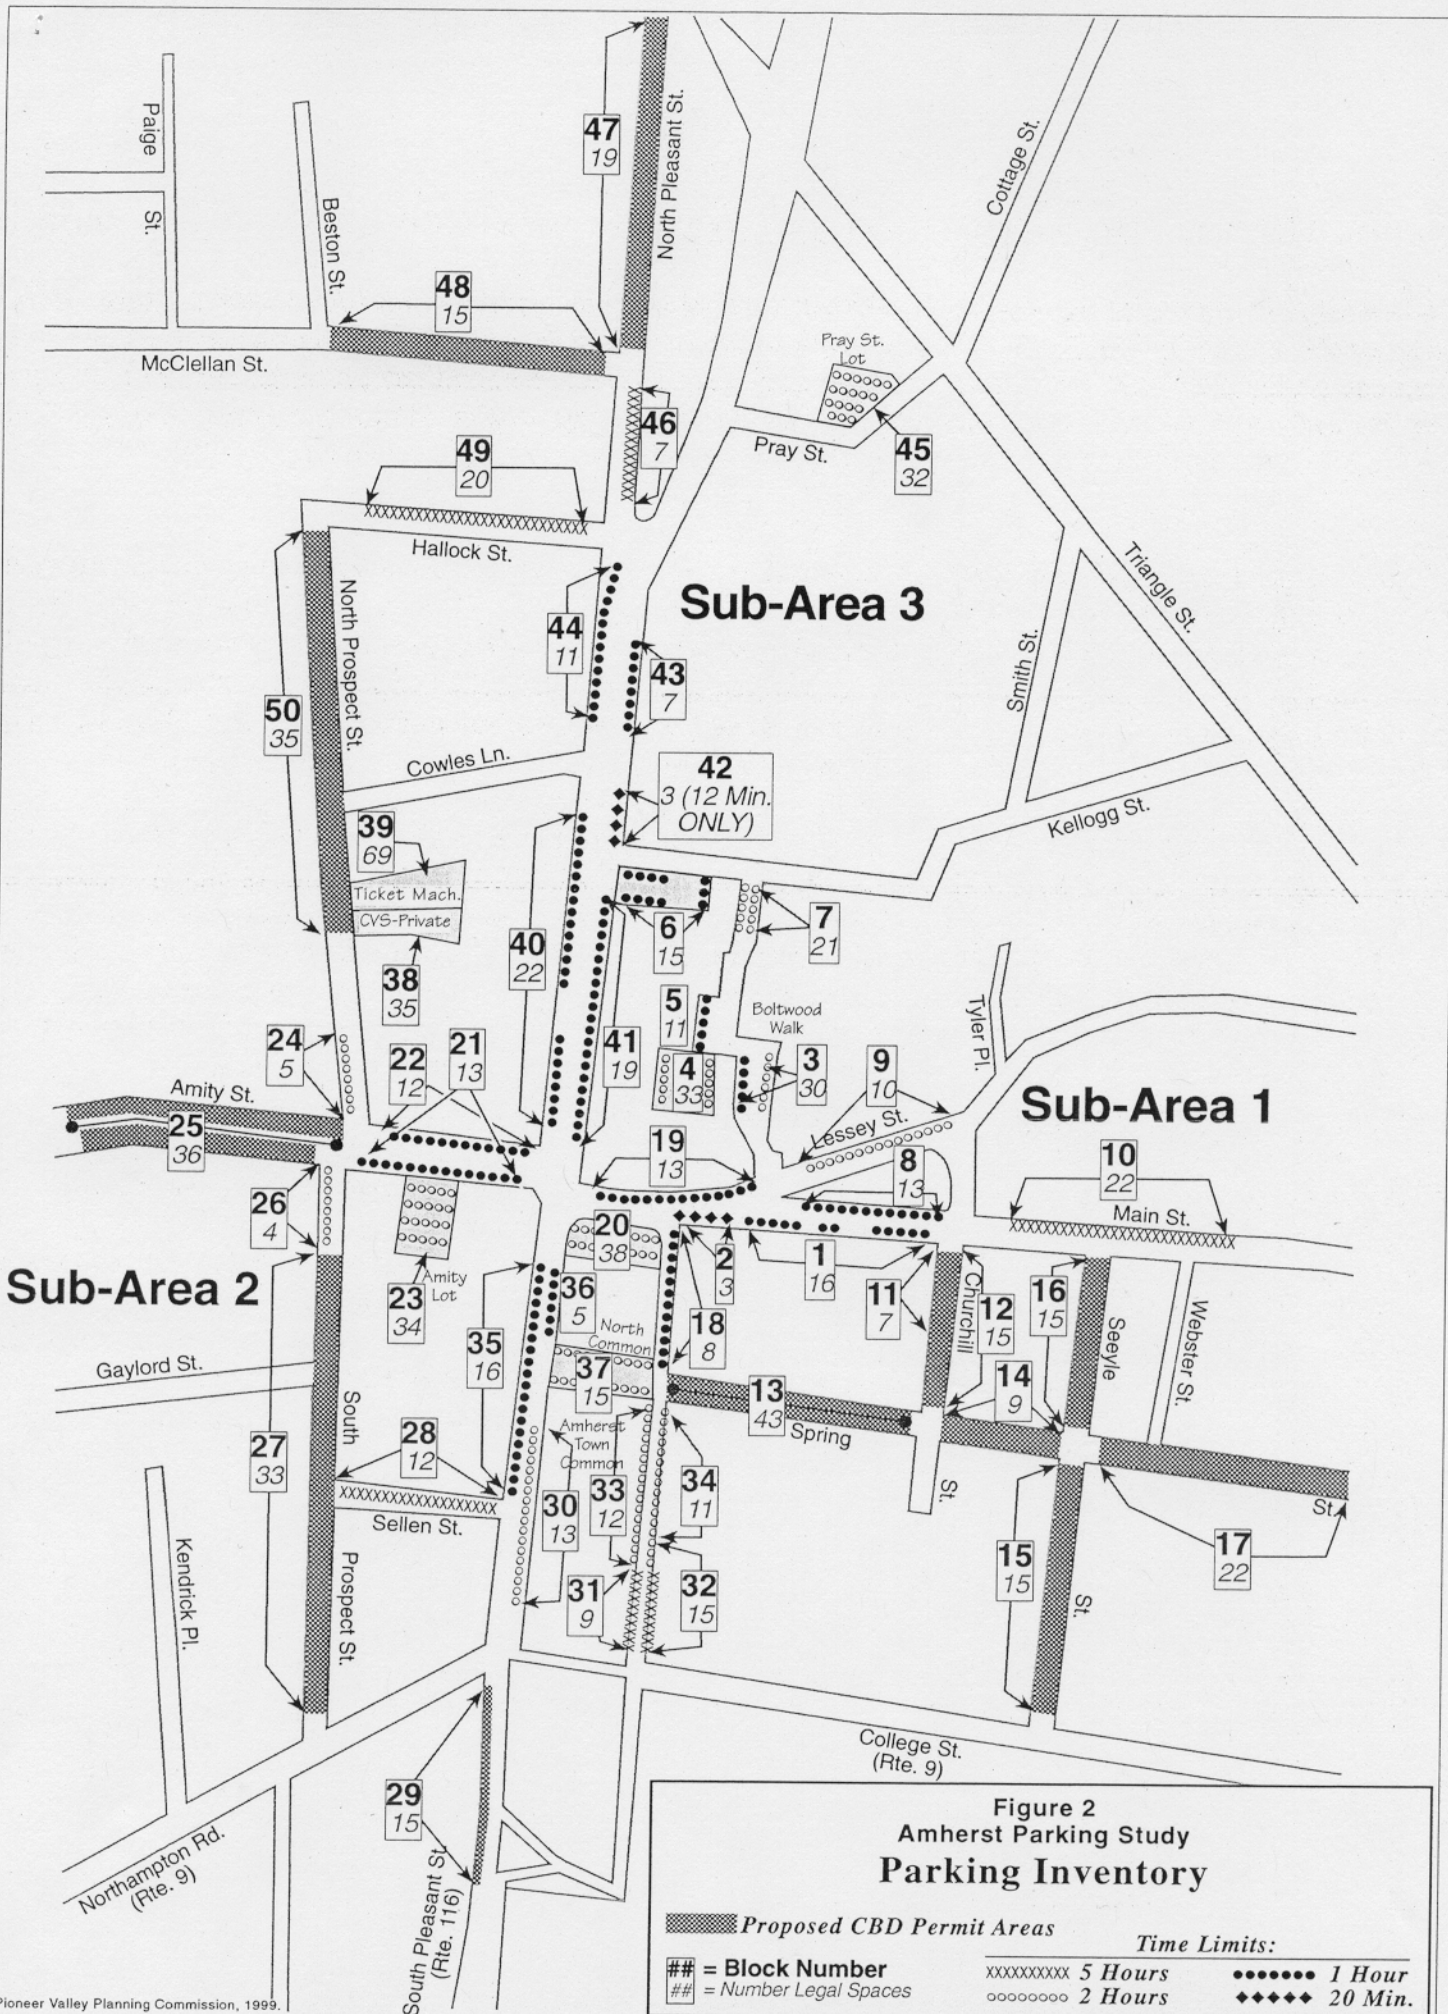 47
19
North Pleasant St.
Paige
St.
Beston St.
Cottage St.
48
15
McClellan St.
Pray St.
Lot
46
7
Pray St.
45
32
49
20
Hallock St.
Triangle St.
Sub-Area 3
North Prospect St.
44
11
43
7
Smith St.
50
35
Cowles Ln.
42
3 (12 Min.
ONLY)
Kellogg St.
39
69
Ticket Mach.
CVS-Private
38
35
40
22
6
15
7
21
5
11
Boltwood
Walk
Tyler Pl.
24
5
22
12
21
13
41
19
4
33
3
30
9
10
Amity St.
25
36
Sub-Area 1
Lessey St.
19
13
8
13
10
22
Main St.
26
4
20
38
2
3
1
16
Sub-Area 2
23
34
Amity
Lot
36
5
North
Common
18
8
11
7
Churchill
12
15
16
15
Seeyle
Webster St.
35
16
Gaylord St.
37
15
13
43
14
9
Spring
South
Amherst
Town
Common
27
33
28
12
33
12
34
11
St.
St.
Sellen St.
30
13
15
15
17
22
Kendrick Pl.
Prospect St.
31
9
32
15
St.
College St.
(Rte. 9)
29
15
Northampton Rd.
(Rte. 9)
South Pleasant St.
(Rte. 116)
Figure 2
Amherst Parking Study
Parking Inventory
Proposed CBD Permit Areas
Time Limits:
## = Block Number
## = Number Legal Spaces
XXXXXXXXXX 5 Hours
1 Hour
oooooooo 2 Hours
20 Min.
Pioneer Valley Planning Commission, 1999.